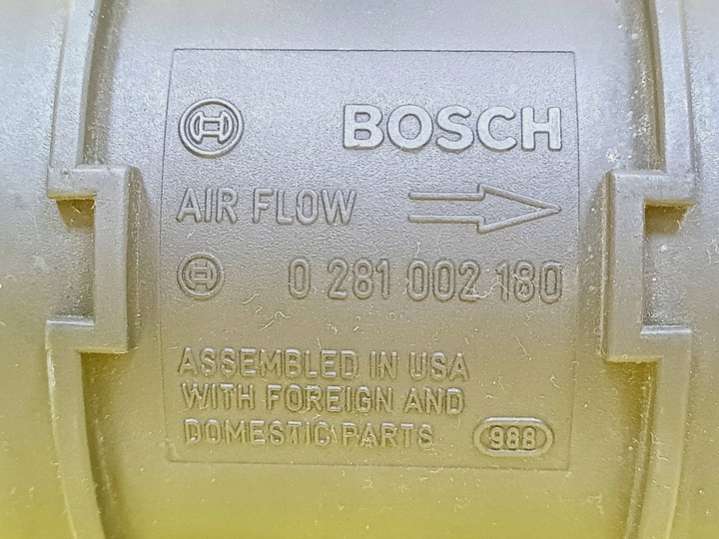 BOSCH
AIR FLOW
0 281 002 180
ASSEMBLED IN USA
WITH FOREIGN AND
DOMESTIC PARTS 988